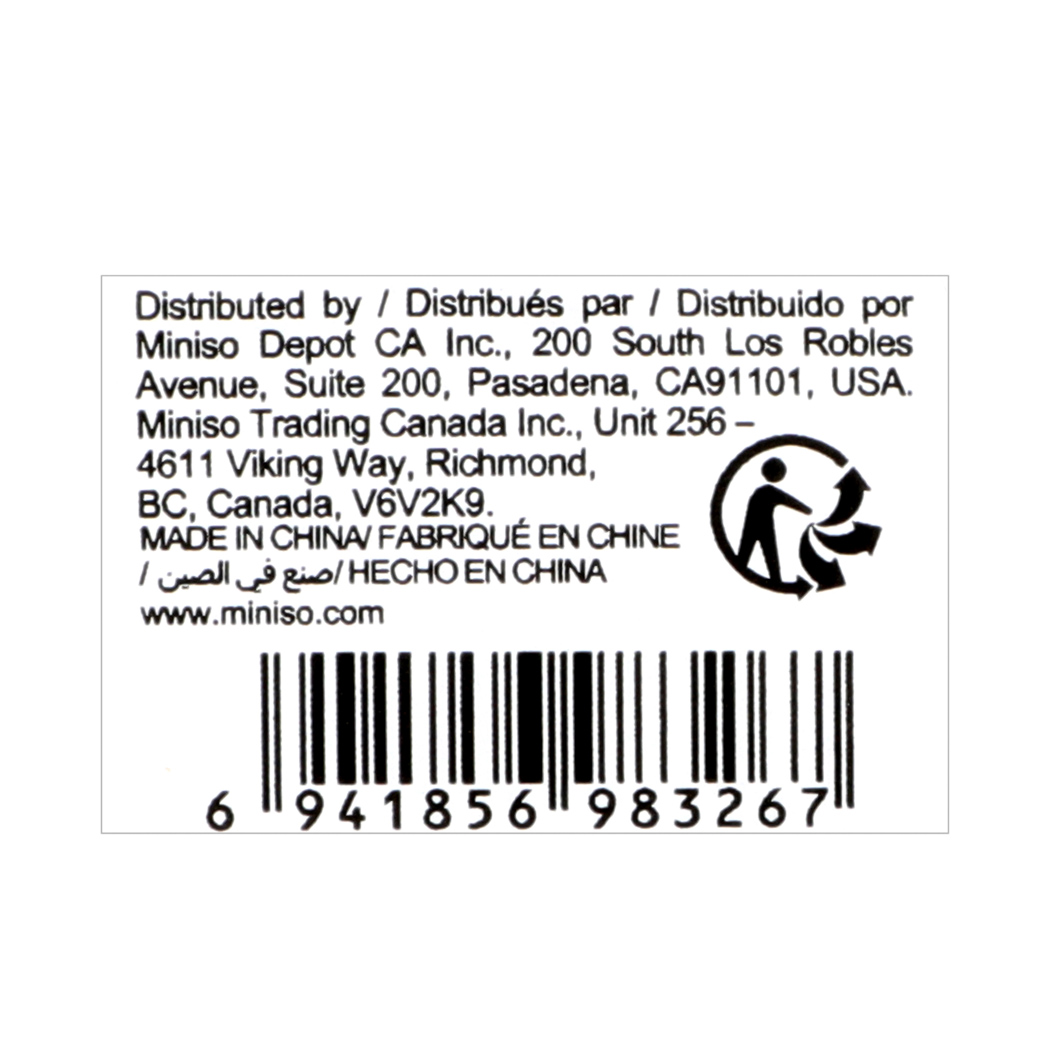 Distributed by / Distribués par / Distribuido por
Miniso Depot CA Inc., 200 South Los Robles
Avenue, Suite 200, Pasadena, CA91101, USA.
Miniso Trading Canada Inc., Unit 256 –
4611 Viking Way, Richmond,
BC, Canada, V6V2K9.
MADE IN CHINA/ FABRIQUÉ EN CHINE
/ صنع في الصين/ HECHO EN CHINA
www.miniso.com
6 941856 983267